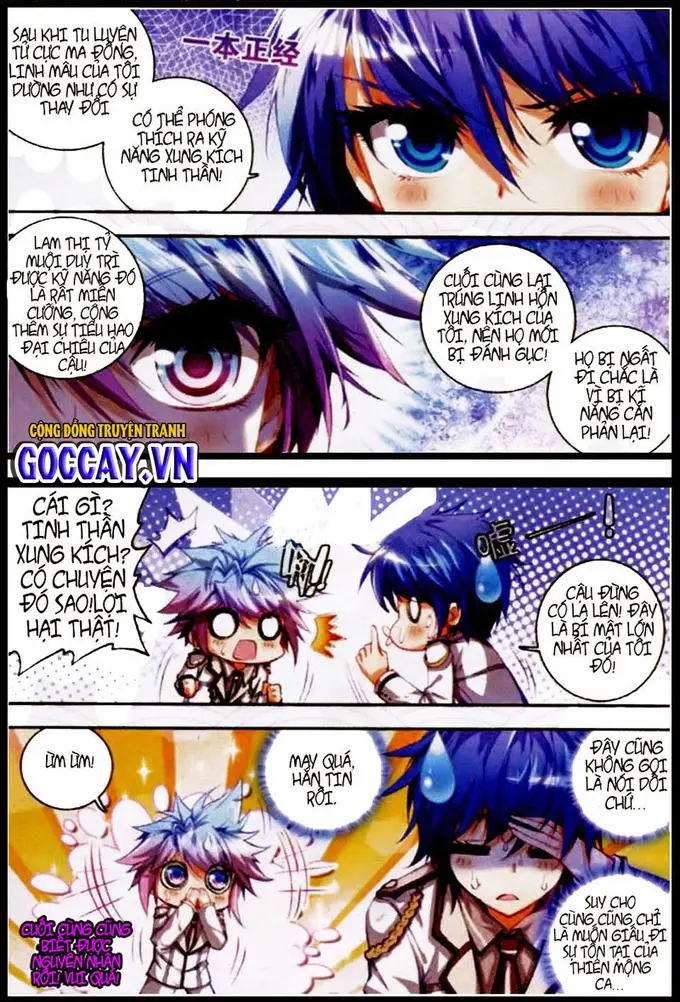 SAU KHI TU LUYỆN
TỬ CỰC MA ĐỒNG,
LINH MÂU CỦA TÔI
DƯỜNG NHƯ CÓ SỰ
THAY ĐỔI
一本正经
CÓ THỂ PHÓNG
THÍCH RA KỸ
NĂNG XUNG KÍCH
TINH THẦN!
LAM THỊ TỶ
MUỘI DUY TRÌ
ĐƯỢC KỸ NĂNG ĐÓ
LÀ RẤT MIỄN
CƯỠNG, CỘNG
THÊM SỰ TIÊU HAO
ĐẠI CHIÊU CỦA
CẬU!
CUỐI CÙNG LẠI
TRÚNG LINH HỒN
XUNG KÍCH CỦA
TÔI, NÊN HỌ MỚI
BỊ ĐÁNH GỤC!
HỌ BỊ NGẤT
ĐI CHẮC LÀ
VÌ BỊ KĨ
NĂNG CẮN
PHẢN LẠI!
CỘNG ĐỒNG TRUYỆN TRANH
GOCCAY.VN
CÁI GÌ?
TINH THẦN
XUNG KÍCH?
CÓ CHUYỆN
ĐÓ SAO!LỢI
HẠI THẬT!
嘘——!
CẬU ĐỪNG
CÓ LA LÊN! ĐÂY
LÀ BÍ MẬT LỚN
NHẤT CỦA TÔI
ĐÓ!
ỪM ỪM!
MAY QUÁ,
HẮN TIN
RỒI.
ĐÂY CŨNG
KHÔNG GỌI
LÀ NÓI DỐI
CHỨ...
CUỐI CÙNG CŨNG
BIẾT ĐƯỢC
NGUYÊN NHÂN
RỒI! VUI QUÁ!
SUY CHO
CÙNG CŨNG CHỈ
LÀ MUỐN GIẤU ĐI
SỰ TỒN TẠI CỦA
THIÊN MỘNG
CA...